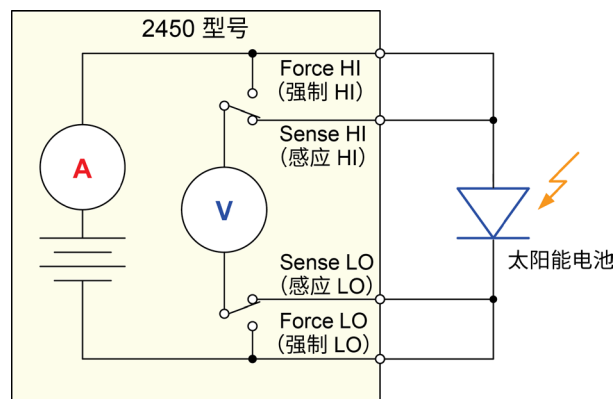 2450 型号
Force HI
（强制 HI）
Sense HI
（感应 HI）
A
V
Sense LO
（感应 LO）
Force LO
（强制 LO）
太阳能电池